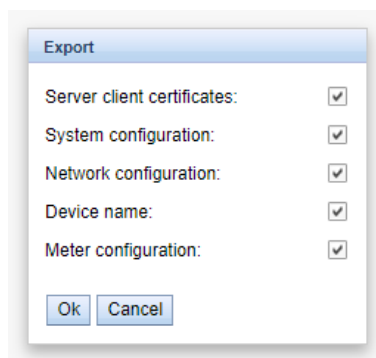 Export
Server client certificates:
System configuration:
Network configuration:
Device name:
Meter configuration:
Ok Cancel